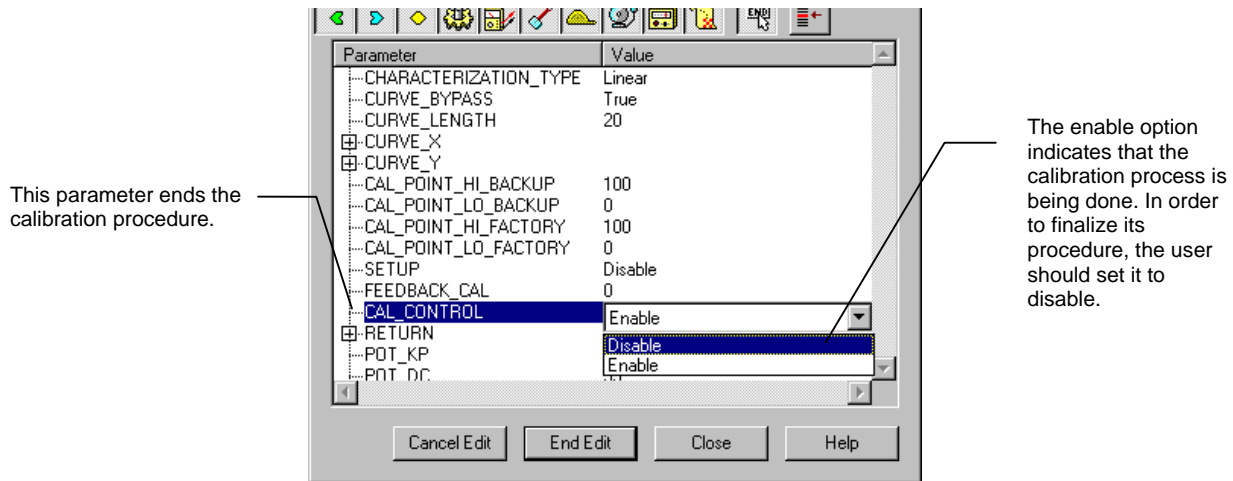 END
Parameter Value
CHARACTERIZATION_TYPE Linear
CURVE_BYPASS True
CURVE_LENGTH 20
CURVE_X
CURVE_Y
CAL_POINT_HI_BACKUP 100
CAL_POINT_LO_BACKUP 0
CAL_POINT_HI_FACTORY 100
CAL_POINT_LO_FACTORY 0
SETUP Disable
FEEDBACK_CAL 0
CAL_CONTROL Enable
RETURN
Disable
POT_KP
Enable
POT_DC
Cancel Edit End Edit Close Help
This parameter ends the
calibration procedure.
The enable option
indicates that the
calibration process is
being done. In order
to finalize its
procedure, the user
should set it to
disable.